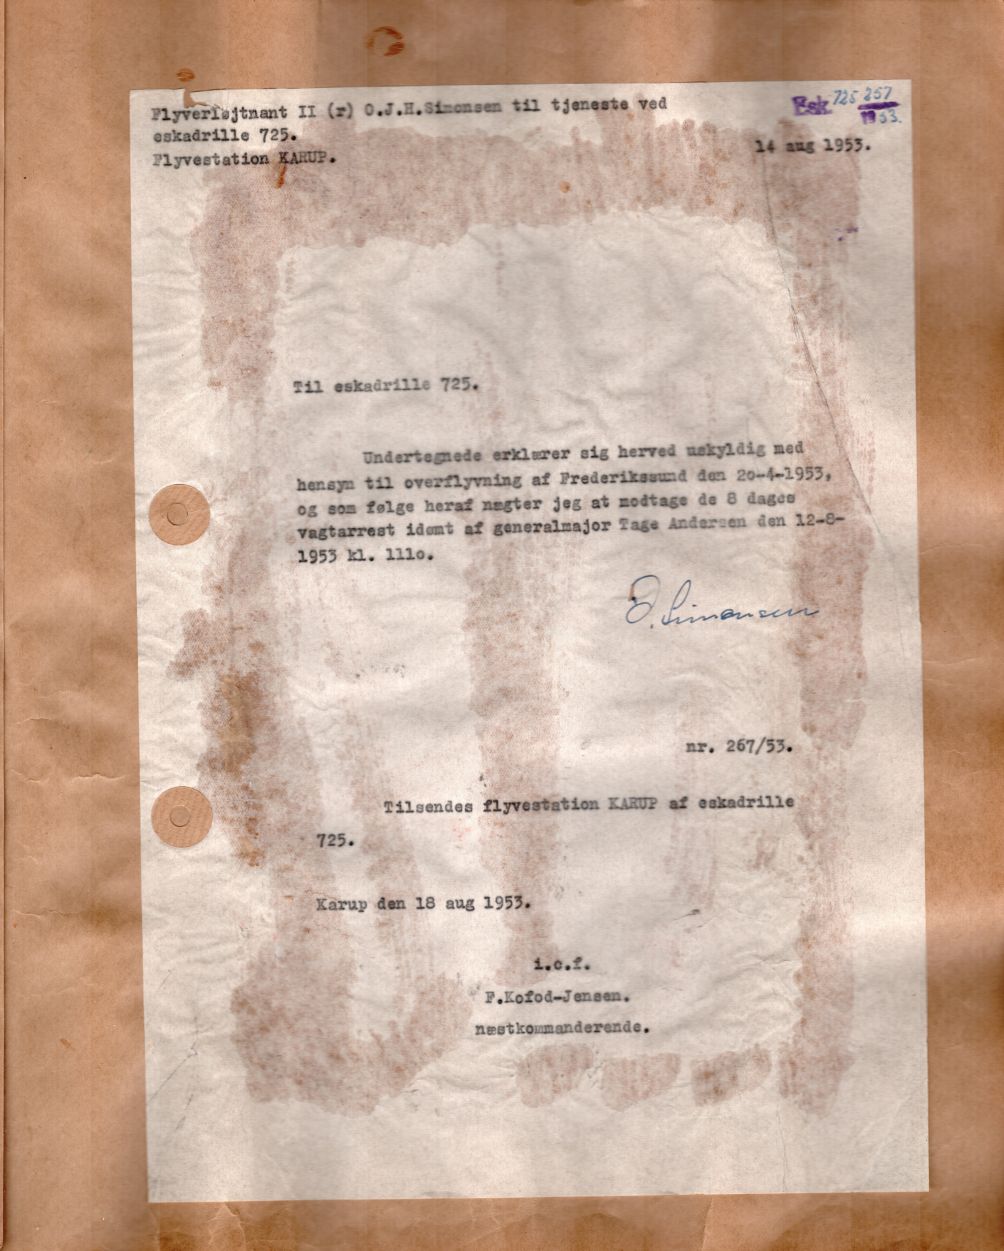 Flyverløjtnant II (r) O.J.H.Simonsen til tjeneste ved
eskadrille 725.
Flyvestation KARUP.
Esk 725 257
1953.
14 aug 1953.
Til eskadrille 725.
Undertegnede erklærer sig herved uskyldig med
hensyn til overflyvning af Frederikssund den 20-4-1953,
og som følge heraf nægter jeg at modtage de 8 dages
vagtarrest idømt af generalmajor Tage Andersen den 12-8-
1953 kl. 111o.
O. Simonsen
nr. 267/53.
Tilsendes flyvestation KARUP af eskadrille
725.
Karup den 18 aug 1953.
i.c.f.
F.Kofod-Jensen.
næstkommanderende.